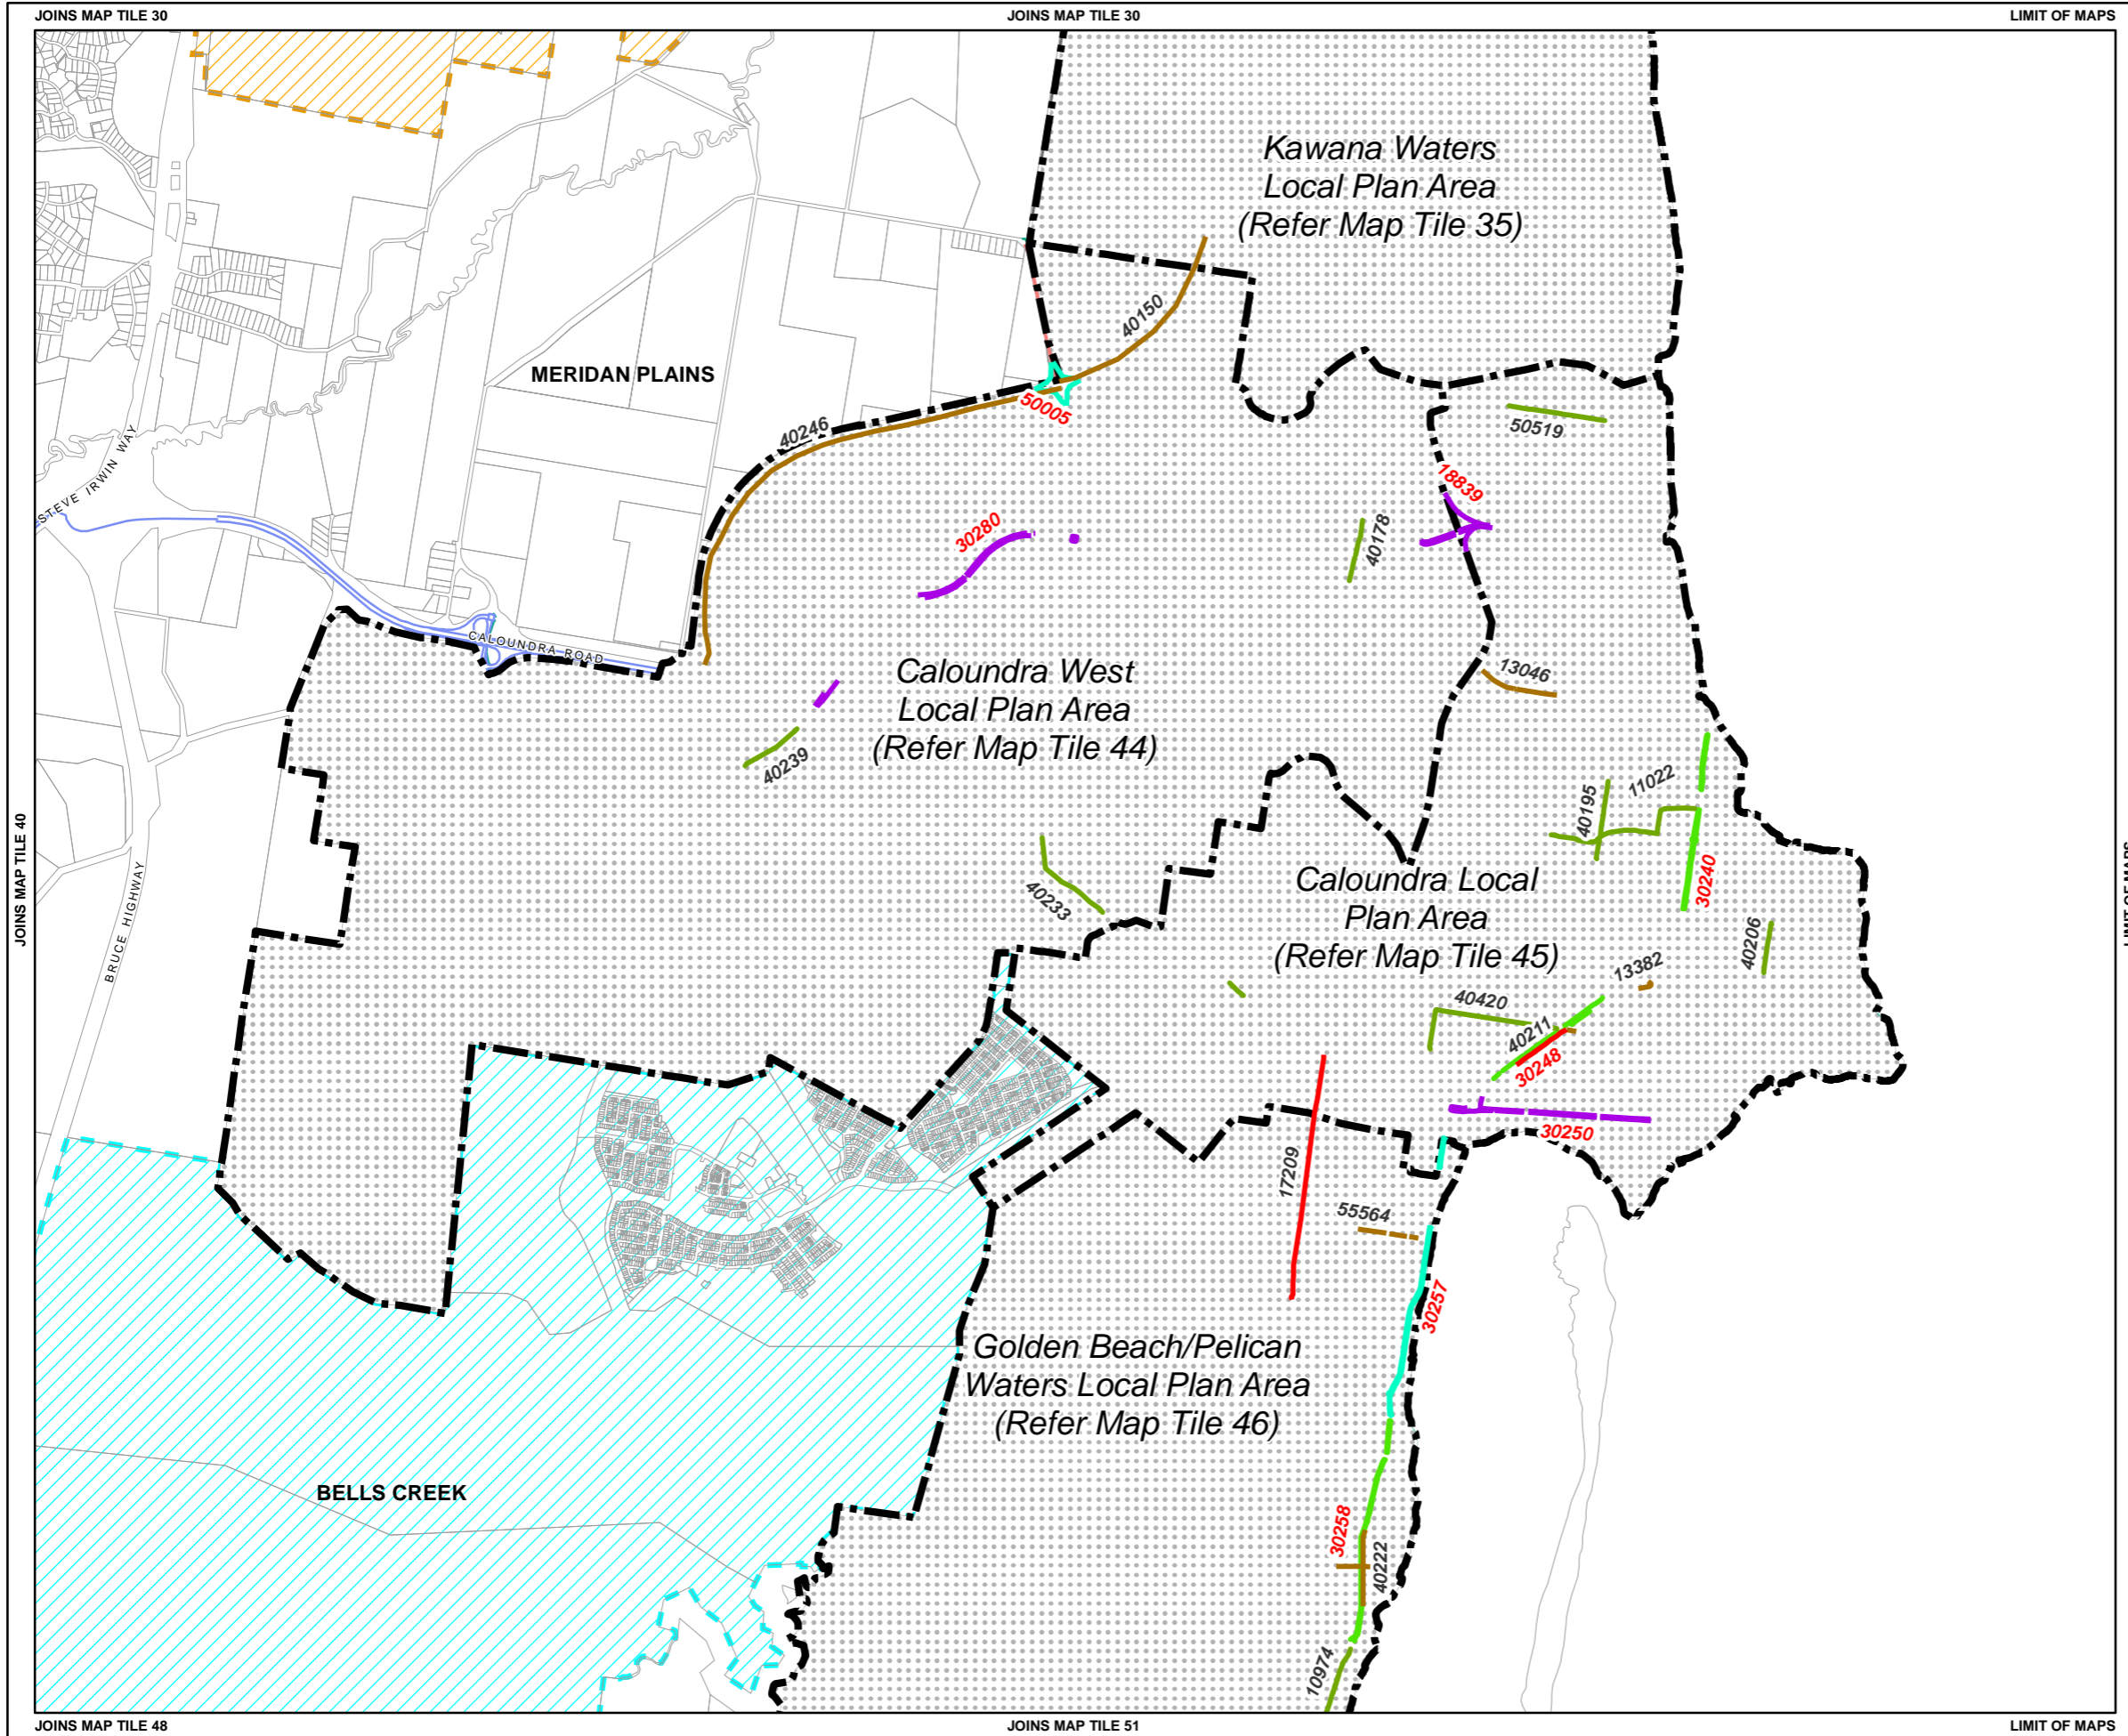 JOINS MAP TILE 30
JOINS MAP TILE 30
LIMIT OF MAPS
Kawana Waters
Local Plan Area
(Refer Map Tile 35)
40150
MERIDAN PLAINS
50005
40246
50519
STEVE IRWIN WAY
18839
30280
40178
CALOUNDRA ROAD
Caloundra West
Local Plan Area
(Refer Map Tile 44)
13046
40239
11022
40195
JOINS MAP TILE 40
LIMIT OF MAPS
BRUCE HIGHWAY
40233
Caloundra Local
Plan Area
(Refer Map Tile 45)
30240
40206
13382
40420
40211
30248
30250
17209
55564
30257
Golden Beach/Pelican
Waters Local Plan Area
(Refer Map Tile 46)
BELLS CREEK
30258
40222
10974
JOINS MAP TILE 48
JOINS MAP TILE 51
LIMIT OF MAPS